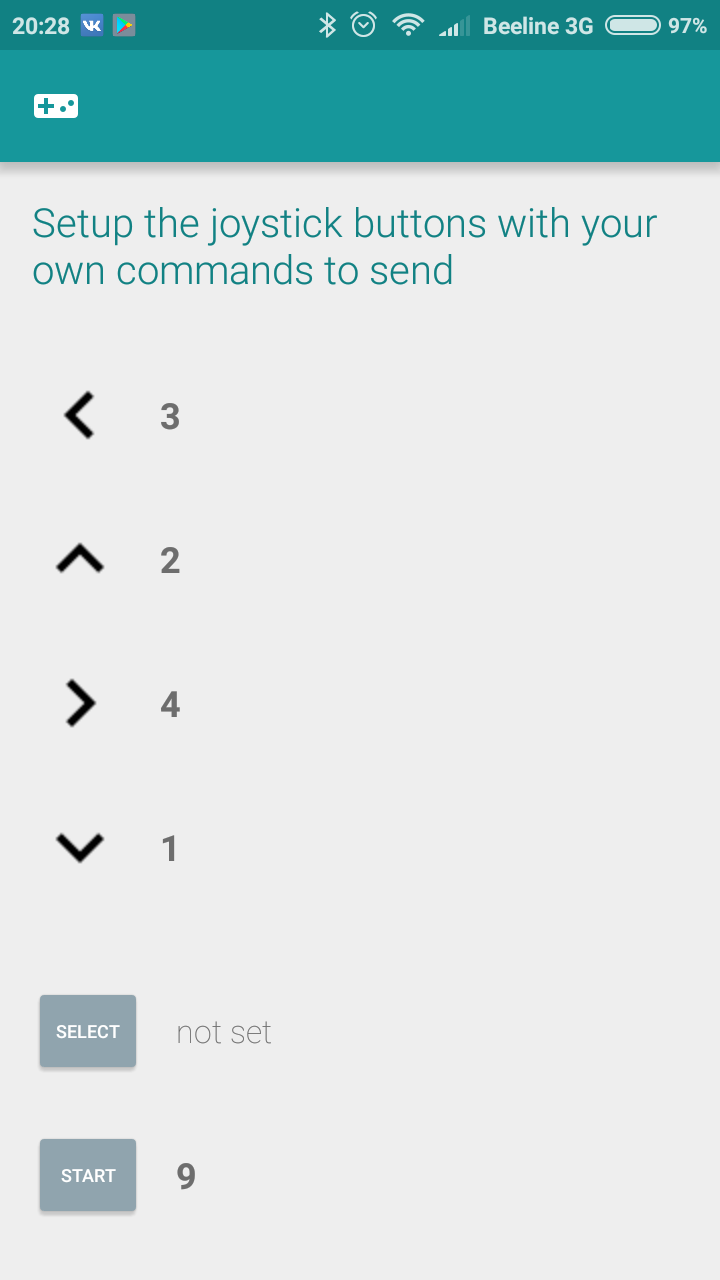 20:28 VK Beeline 3G 97%
Setup the joystick buttons with your
own commands to send
3
2
4
1
SELECT not set
START 9